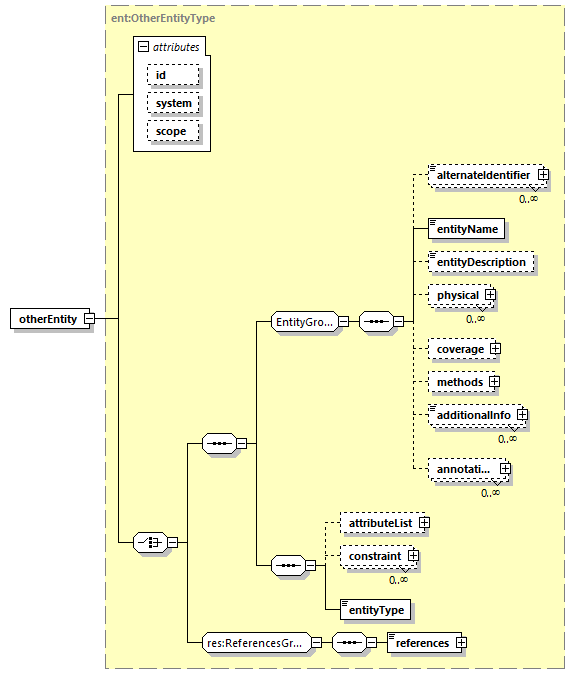 ent:OtherEntityType
attributes
id
system
scope
alternateIdentifier
0..∞
entityName
entityDescription
otherEntity
EntityGro...
physical
0..∞
coverage
methods
additionalInfo
0..∞
annotati...
0..∞
attributeList
constraint
0..∞
entityType
res:ReferencesGr...
references